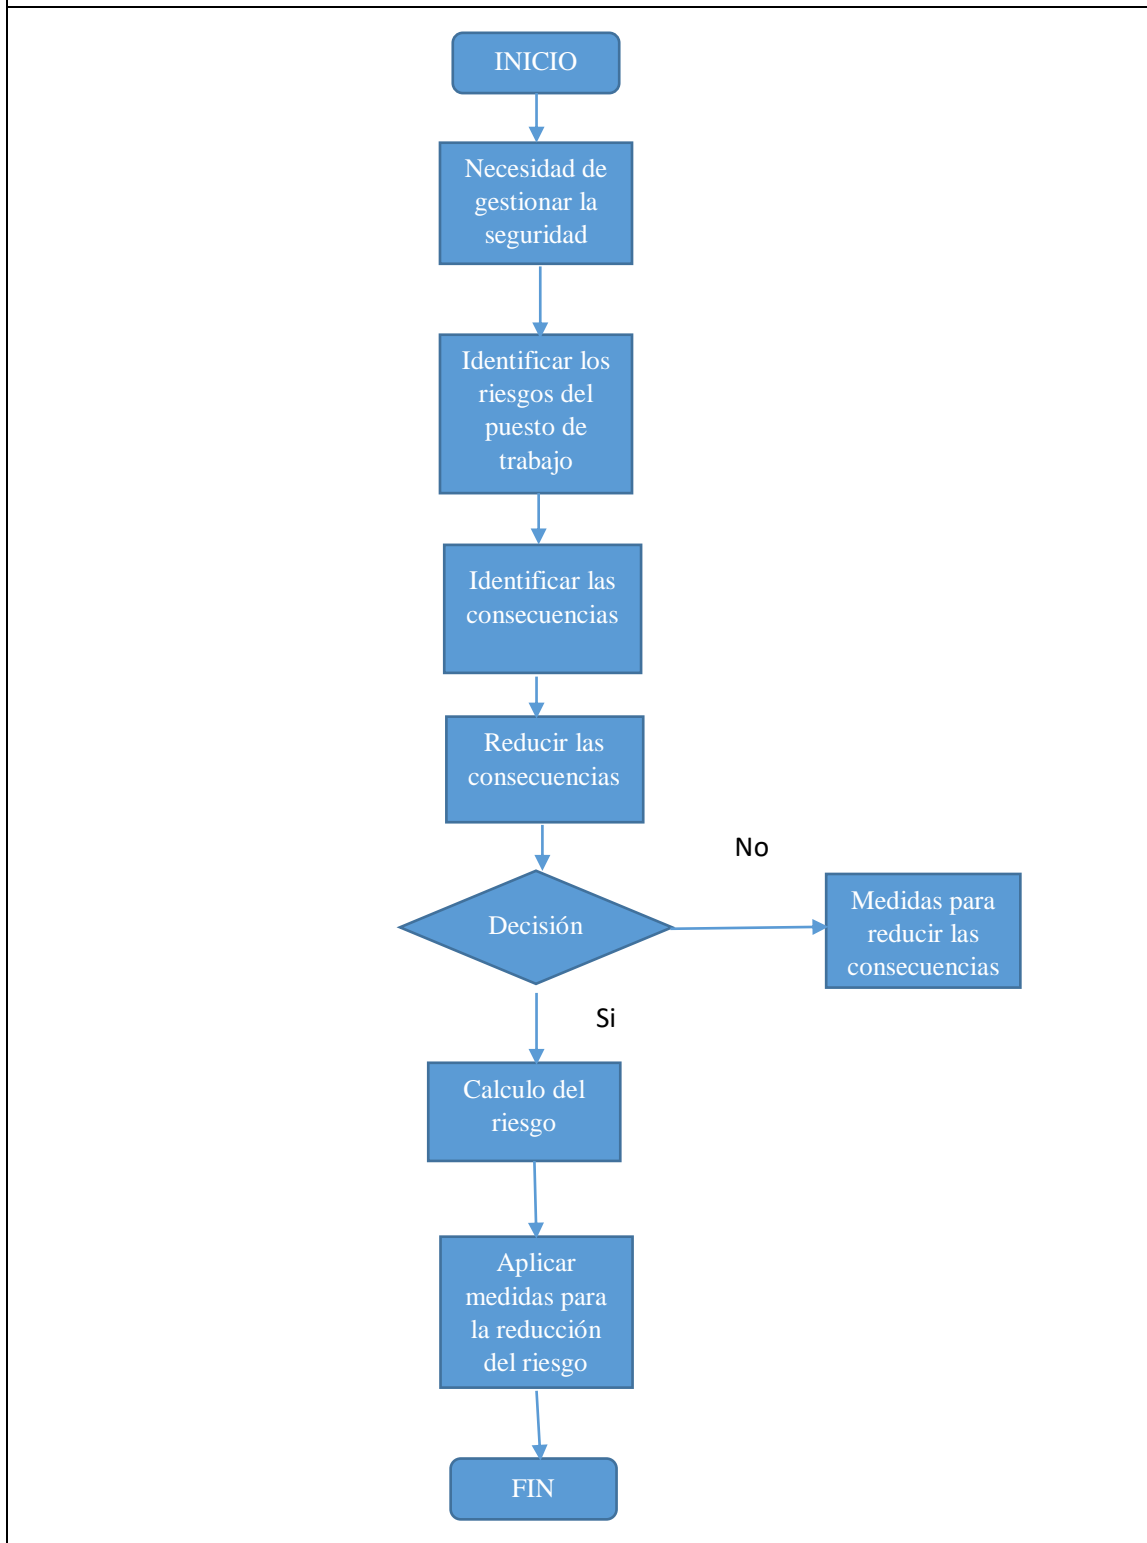 INICIO
Necesidad de
gestionar la
seguridad
Identificar los
riesgos del
puesto de
trabajo
Identificar las
consecuencias
Reducir las
consecuencias
No
Decisión
Medidas para
reducir las
consecuencias
Si
Calculo del
riesgo
Aplicar
medidas para
la reducción
del riesgo
FIN